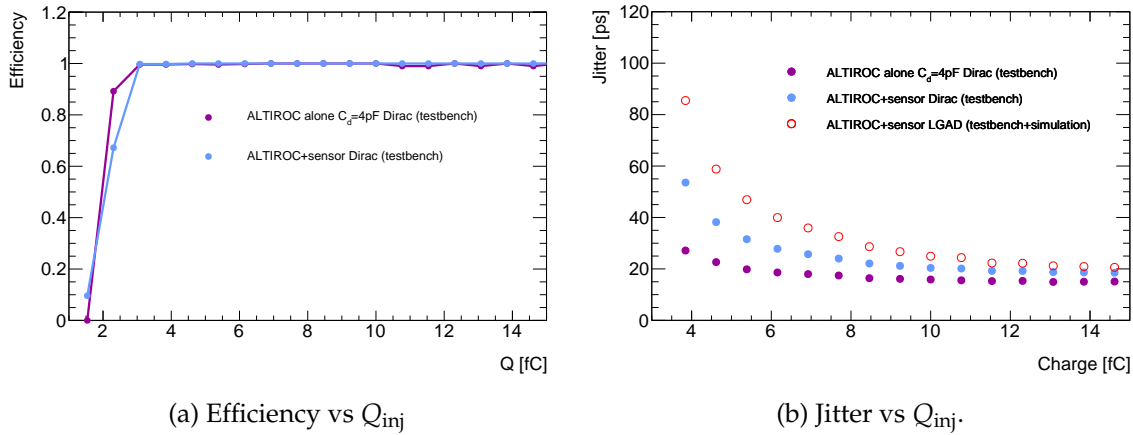 Efficiency
1.2
1
0.8
0.6
0.4
0.2
0
ALTIROC alone C_d=4pF Dirac (testbench)
ALTIROC+sensor Dirac (testbench)
2 4 6 8 10 12 14
Q [fC]
(a) Efficiency vs Q_inj
Jitter [ps]
120
100
80
60
40
20
0
ALTIROC alone C_d=4pF Dirac (testbench)
ALTIROC+sensor Dirac (testbench)
ALTIROC+sensor LGAD (testbench+simulation)
4 6 8 10 12 14
Charge [fC]
(b) Jitter vs Q_inj.